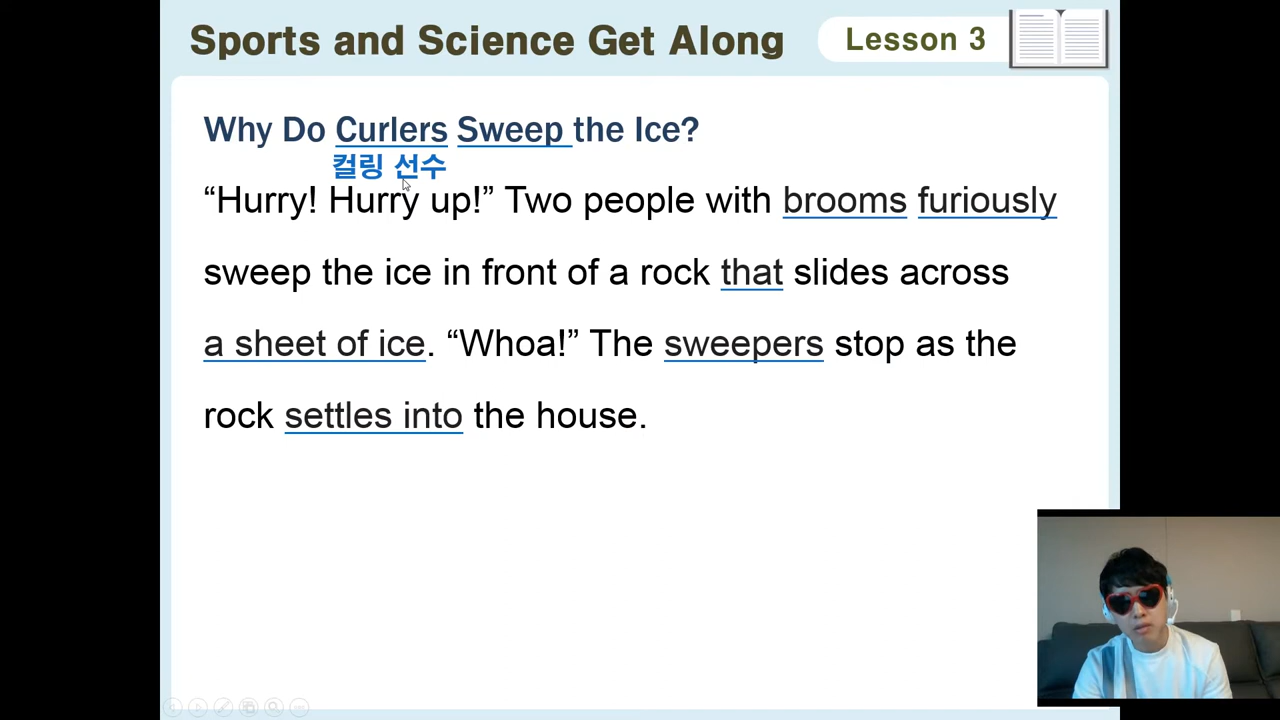 Sports and Science Get Along
Lesson 3
Why Do Curlers Sweep the Ice?
컬링 선수
“Hurry! Hurry up!” Two people with brooms furiously
sweep the ice in front of a rock that slides across
a sheet of ice. “Whoa!” The sweepers stop as the
rock settles into the house.